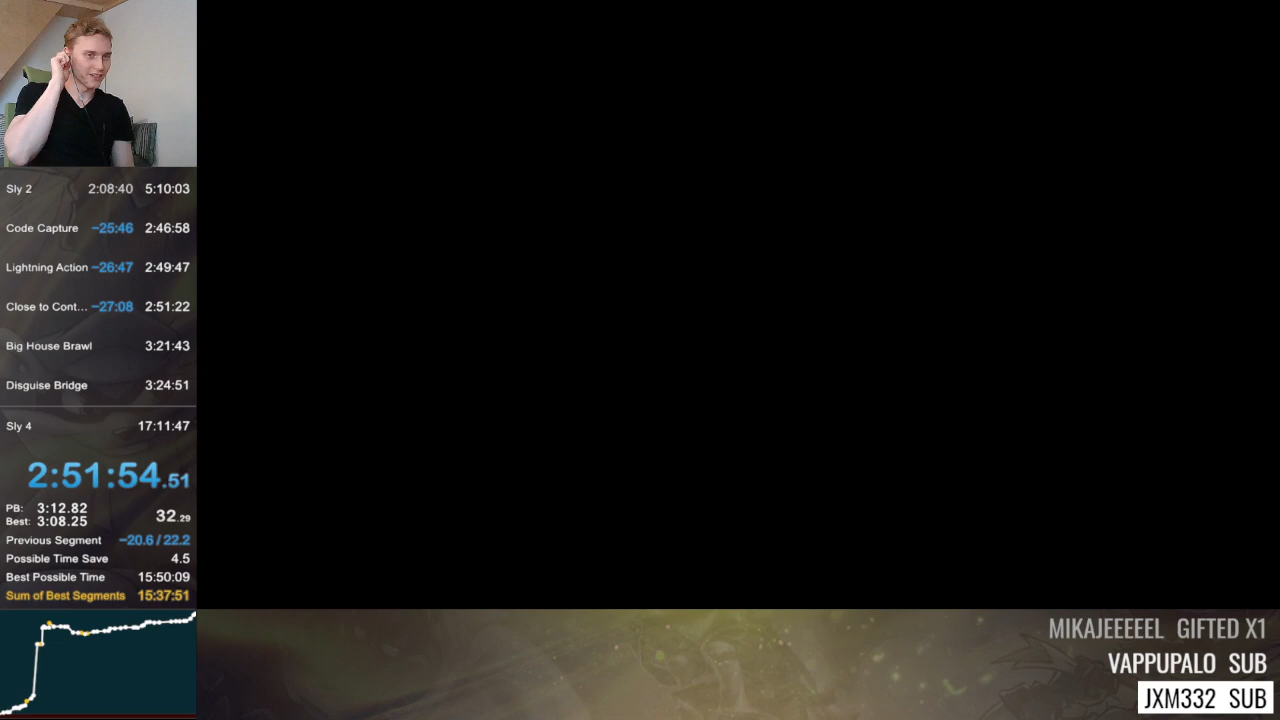 Sly 2 2:08:40 5:10:03
Code Capture −25:46 2:46:58
Lightning Action −26:47 2:49:47
Close to Cont... −27:08 2:51:22
Big House Brawl 3:21:43
Disguise Bridge 3:24:51
Sly 4 17:11:47
2:51:54.51
PB: 3:12.82
Best: 3:08.25
32.29
Previous Segment −20.6 / 22.2
Possible Time Save 4.5
Best Possible Time 15:50:09
Sum of Best Segments 15:37:51
MIKAJEEEEEL GIFTED X1
VAPPUPALO SUB
JXM332 SUB